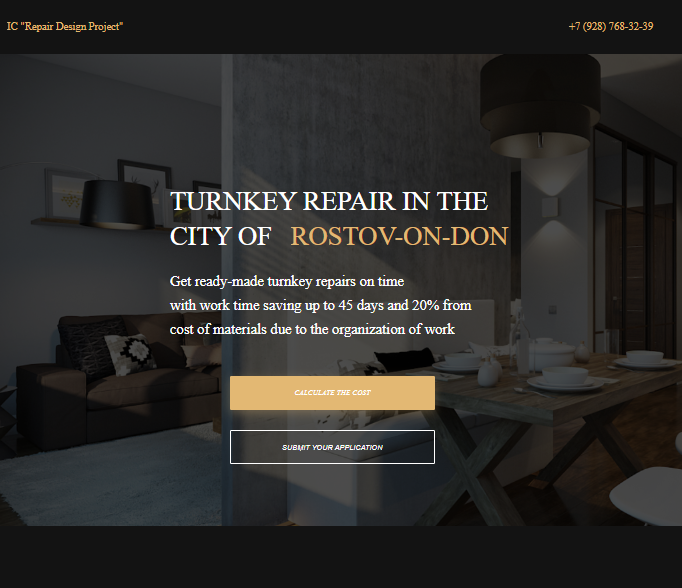 IC "Repair Design Project"
+7 (928) 768-32-39
TURNKEY REPAIR IN THE
CITY OF ROSTOV-ON-DON
Get ready-made turnkey repairs on time
with work time saving up to 45 days and 20% from
cost of materials due to the organization of work
CALCULATE THE COST
SUBMIT YOUR APPLICATION